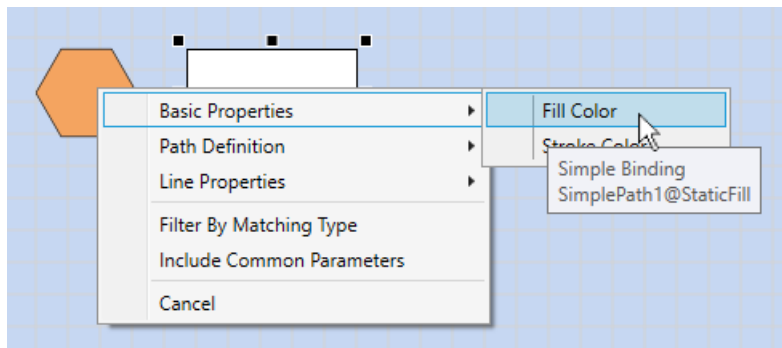 Basic Properties
Fill Color
Path Definition
Stroke Color
Simple Binding
SimplePath1@StaticFill
Line Properties
Filter By Matching Type
Include Common Parameters
Cancel